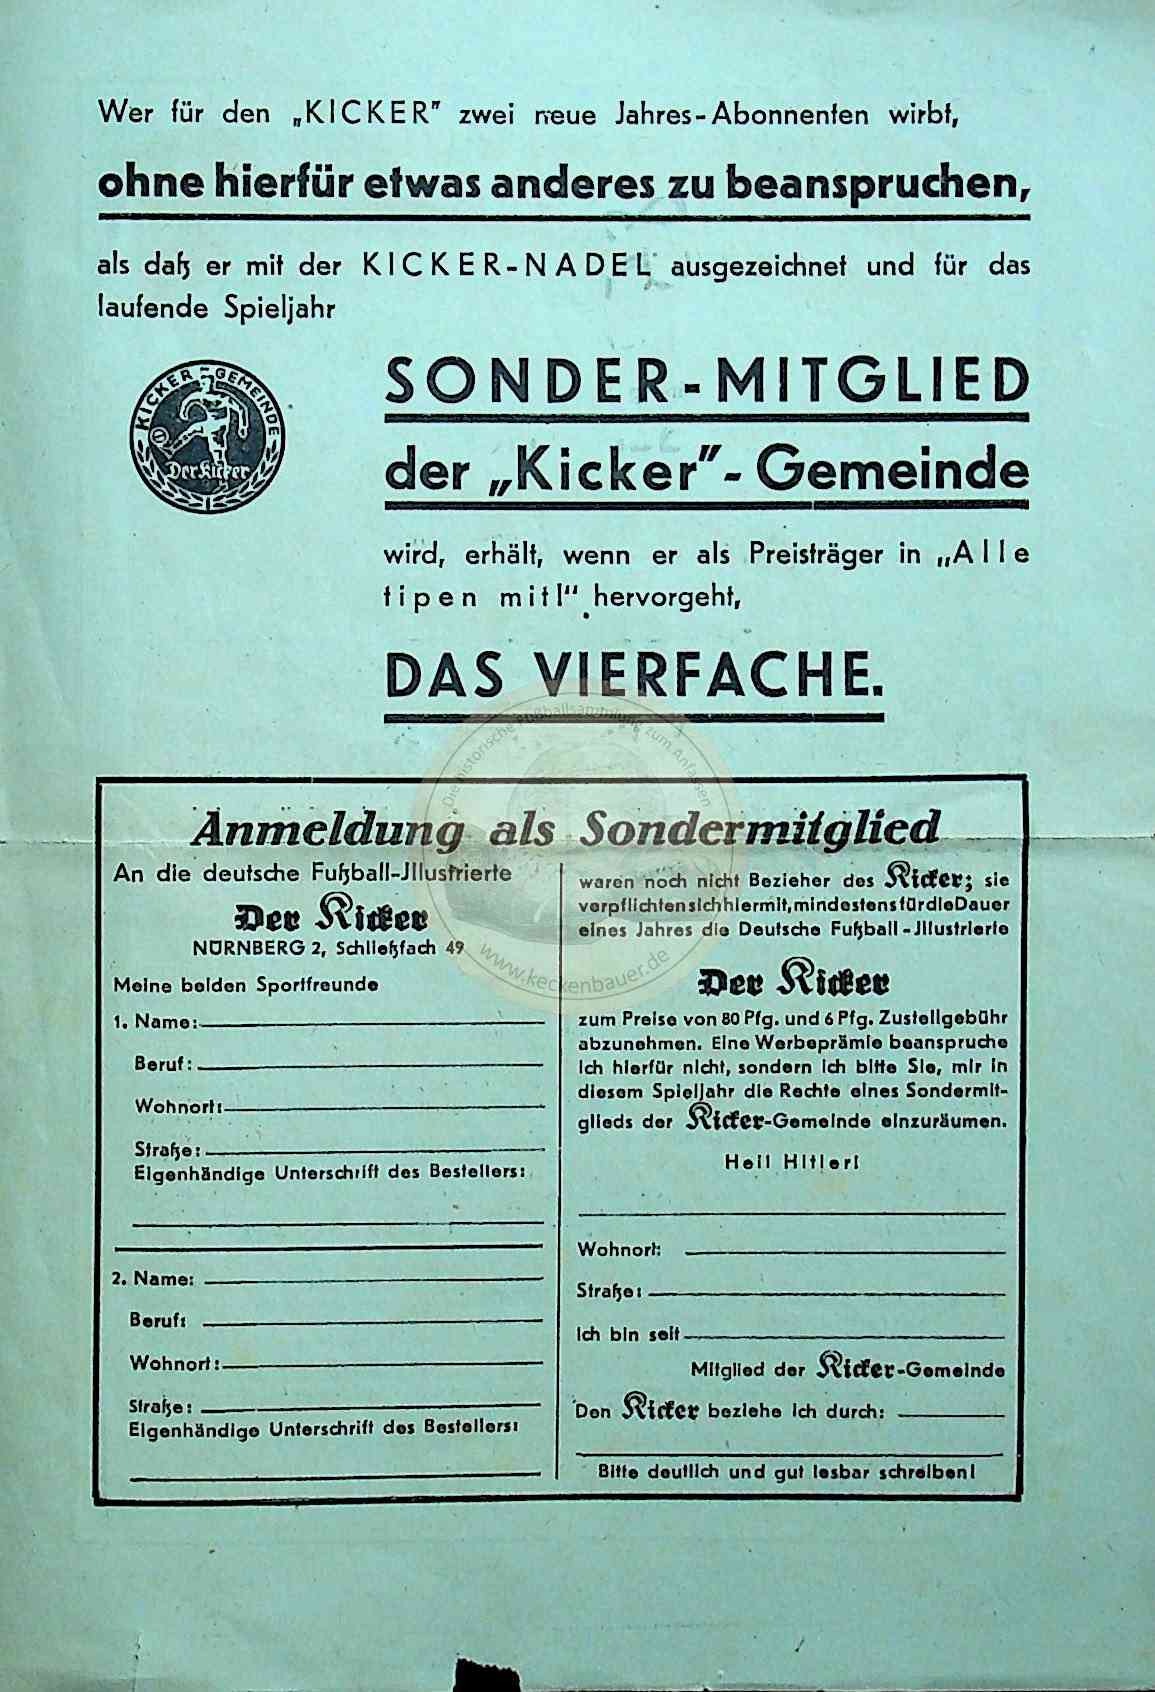 Wer für den „KICKER" zwei neue Jahres-Abonnenten wirbt,
ohne hierfür etwas anderes zu beanspruchen,
als daß er mit der KICKER-NADEL ausgezeichnet und für das
laufende Spieljahr
KICKER-GEMEINDE
Der Kicker
SONDER-MITGLIED
der „Kicker"-Gemeinde
wird, erhält, wenn er als Preisträger in „Alle
tipen mit!" hervorgeht,
DAS VIERFACHE.
Die historische Fußballsammlung zum Anfassen
www.keckenbauer.de
Anmeldung als Sondermitglied
An die deutsche Fußball-Jllustrierte
Der Kicker
NÜRNBERG 2, Schließfach 49
Meine beiden Sportfreunde
1. Name:
Beruf:
Wohnort:
Straße:
Eigenhändige Unterschrift des Bestellers:
2. Name:
Beruf:
Wohnort:
Straße:
Eigenhändige Unterschrift des Bestellers:
waren noch nicht Bezieher des Kicker; sie
verpflichten sich hiermit, mindestens für die Dauer
eines Jahres die Deutsche Fußball-Jllustrierte
Der Kicker
zum Preise von 80 Pfg. und 6 Pfg. Zustellgebühr
abzunehmen. Eine Werbeprämie beanspruche
ich hierfür nicht, sondern ich bitte Sie, mir in
diesem Spieljahr die Rechte eines Sondermit-
glieds der Kicker-Gemeinde einzuräumen.
Heil Hitler!
Wohnort:
Straße:
Ich bin seit
Mitglied der Kicker-Gemeinde
Den Kicker beziehe ich durch:
Bitte deutlich und gut lesbar schreiben!